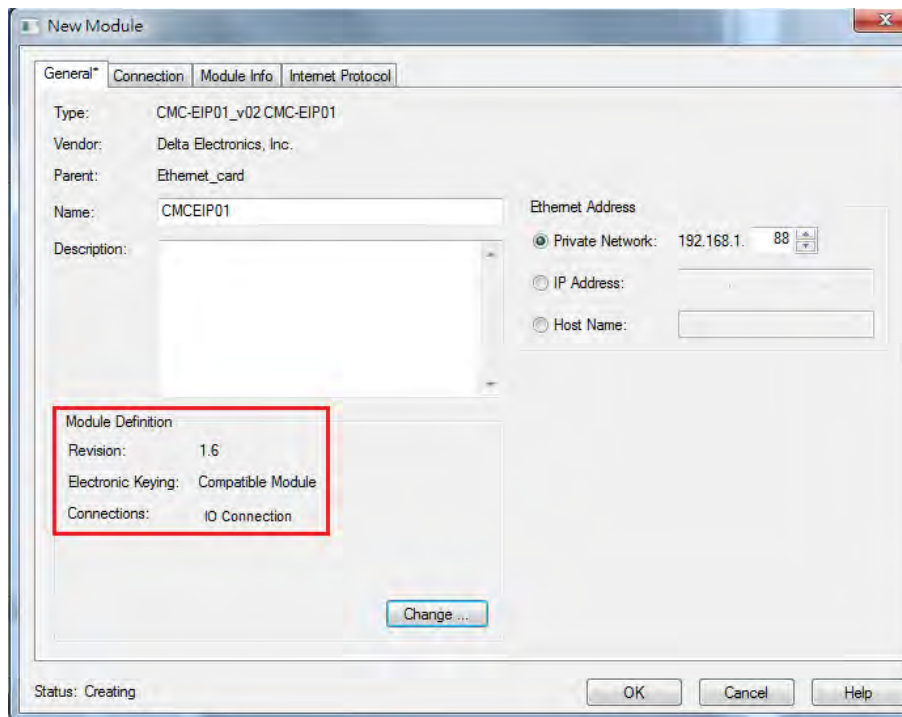 New Module
General* Connection Module Info Internet Protocol
Type: CMC-EIP01_v02 CMC-EIP01
Vendor: Delta Electronics, Inc.
Parent: Ethernet_card
Name: CMCEIP01
Description:
Ethernet Address
Private Network: 192.168.1. 88
IP Address:
Host Name:
Module Definition
Revision: 1.6
Electronic Keying: Compatible Module
Connections: IO Connection
Change ...
Status: Creating
OK Cancel Help